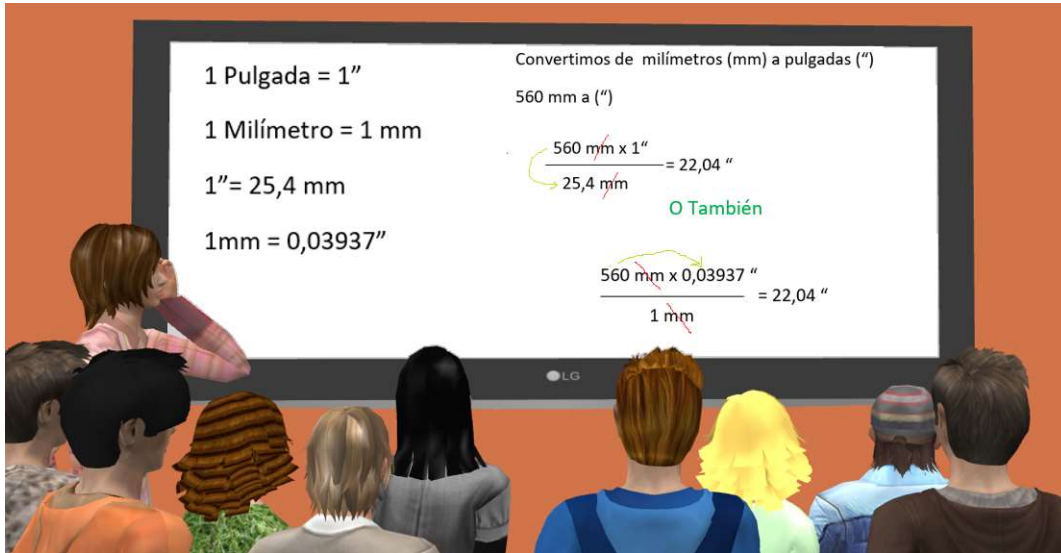 1 Pulgada = 1”
1 Milímetro = 1 mm
1”= 25,4 mm
1mm = 0,03937”
Convertimos de milímetros (mm) a pulgadas (“)
560 mm a (“)
560 mm x 1“
25,4 mm
= 22,04 “
O También
560 mm x 0,03937 “
1 mm
= 22,04 “
LG